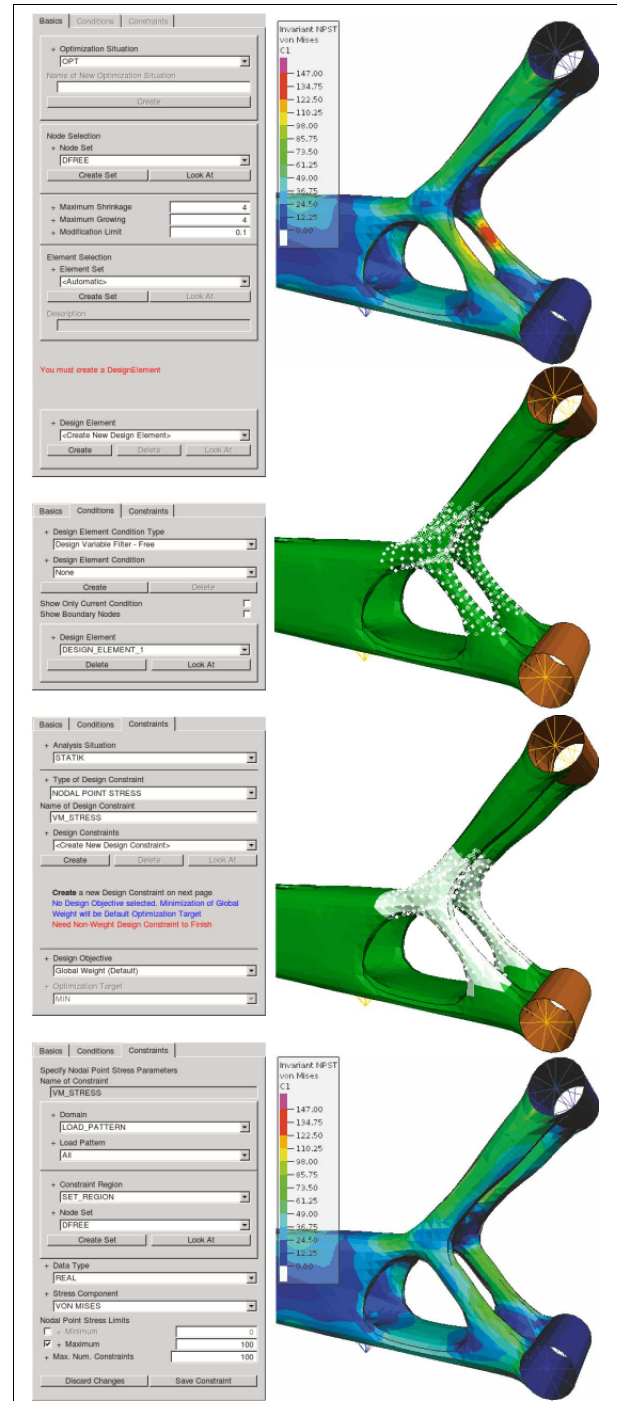 Basics Conditions Constraints
+ Optimization Situation
OPT
Name of New Optimization Situation
Create
Node Selection
+ Node Set
DFREE
Create Set Look At
+ Maximum Shrinkage 4
+ Maximum Growing 4
+ Modification Limit 0.1
Element Selection
+ Element Set
<Automatic>
Create Set Look At
Description
You must create a DesignElement
+ Design Element
<Create New Design Element>
Create Delete Look At
Invariant NPST
von Mises
C1
147.00
134.75
122.50
110.25
98.00
85.75
73.50
61.25
49.00
36.75
24.50
12.25
0.00
Basics Conditions Constraints
+ Design Element Condition Type
Design Variable Filter - Free
+ Design Element Condition
None
Create Delete
Show Only Current Condition
Show Boundary Nodes
+ Design Element
DESIGN_ELEMENT_1
Delete Look At
Basics Conditions Constraints
+ Analysis Situation
STATIK
+ Type of Design Constraint
NODAL POINT STRESS
Name of Design Constraint
VM_STRESS
+ Design Constraints
<Create New Design Constraint>
Create Delete Look At
Create a new Design Constraint on next page
No Design Objective selected. Minimization of Global
Weight will be Default Optimization Target
Need Non-Weight Design Constraint to Finish
+ Design Objective
Global Weight (Default)
+ Optimization Target
MIN
Basics Conditions Constraints
Specify Nodal Point Stress Parameters
Name of Constraint
VM_STRESS
+ Domain
LOAD_PATTERN
+ Load Pattern
All
+ Constraint Region
SET_REGION
+ Node Set
DFREE
Create Set Look At
+ Data Type
REAL
+ Stress Component
VON MISES
Nodal Point Stress Limits
+ Minimum 0
+ Maximum 100
+ Max. Num. Constraints 100
Discard Changes Save Constraint
Invariant NPST
von Mises
C1
147.00
134.75
122.50
110.25
98.00
85.75
73.50
61.25
49.00
36.75
24.50
12.25
0.00